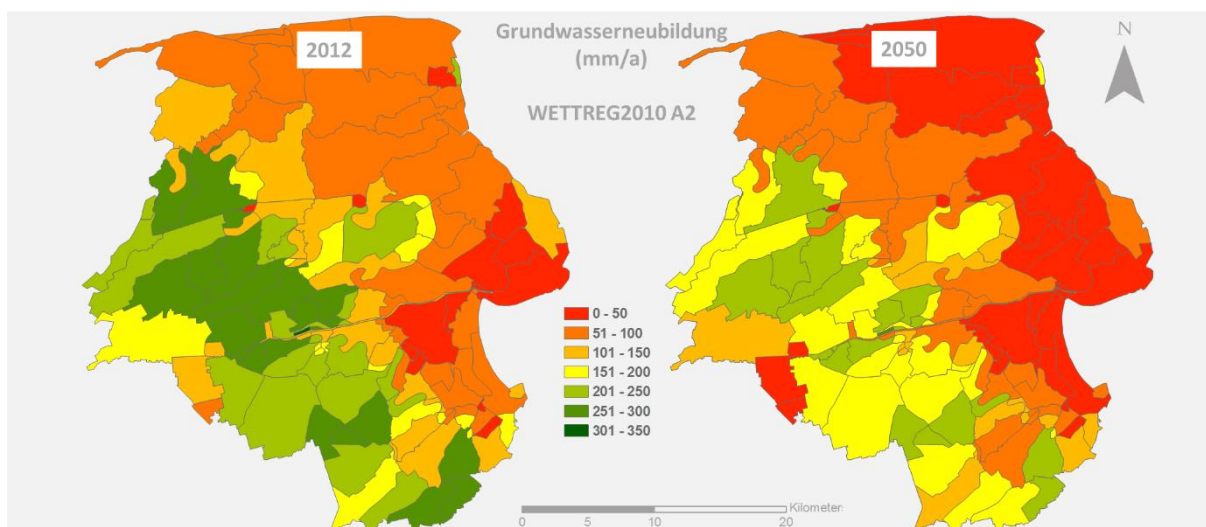 2012
Grundwasserneubildung
(mm/a)
WETTREG2010 A2
2050
N
0 - 50
51 - 100
101 - 150
151 - 200
201 - 250
251 - 300
301 - 350
Kilometer
0 5 10 20